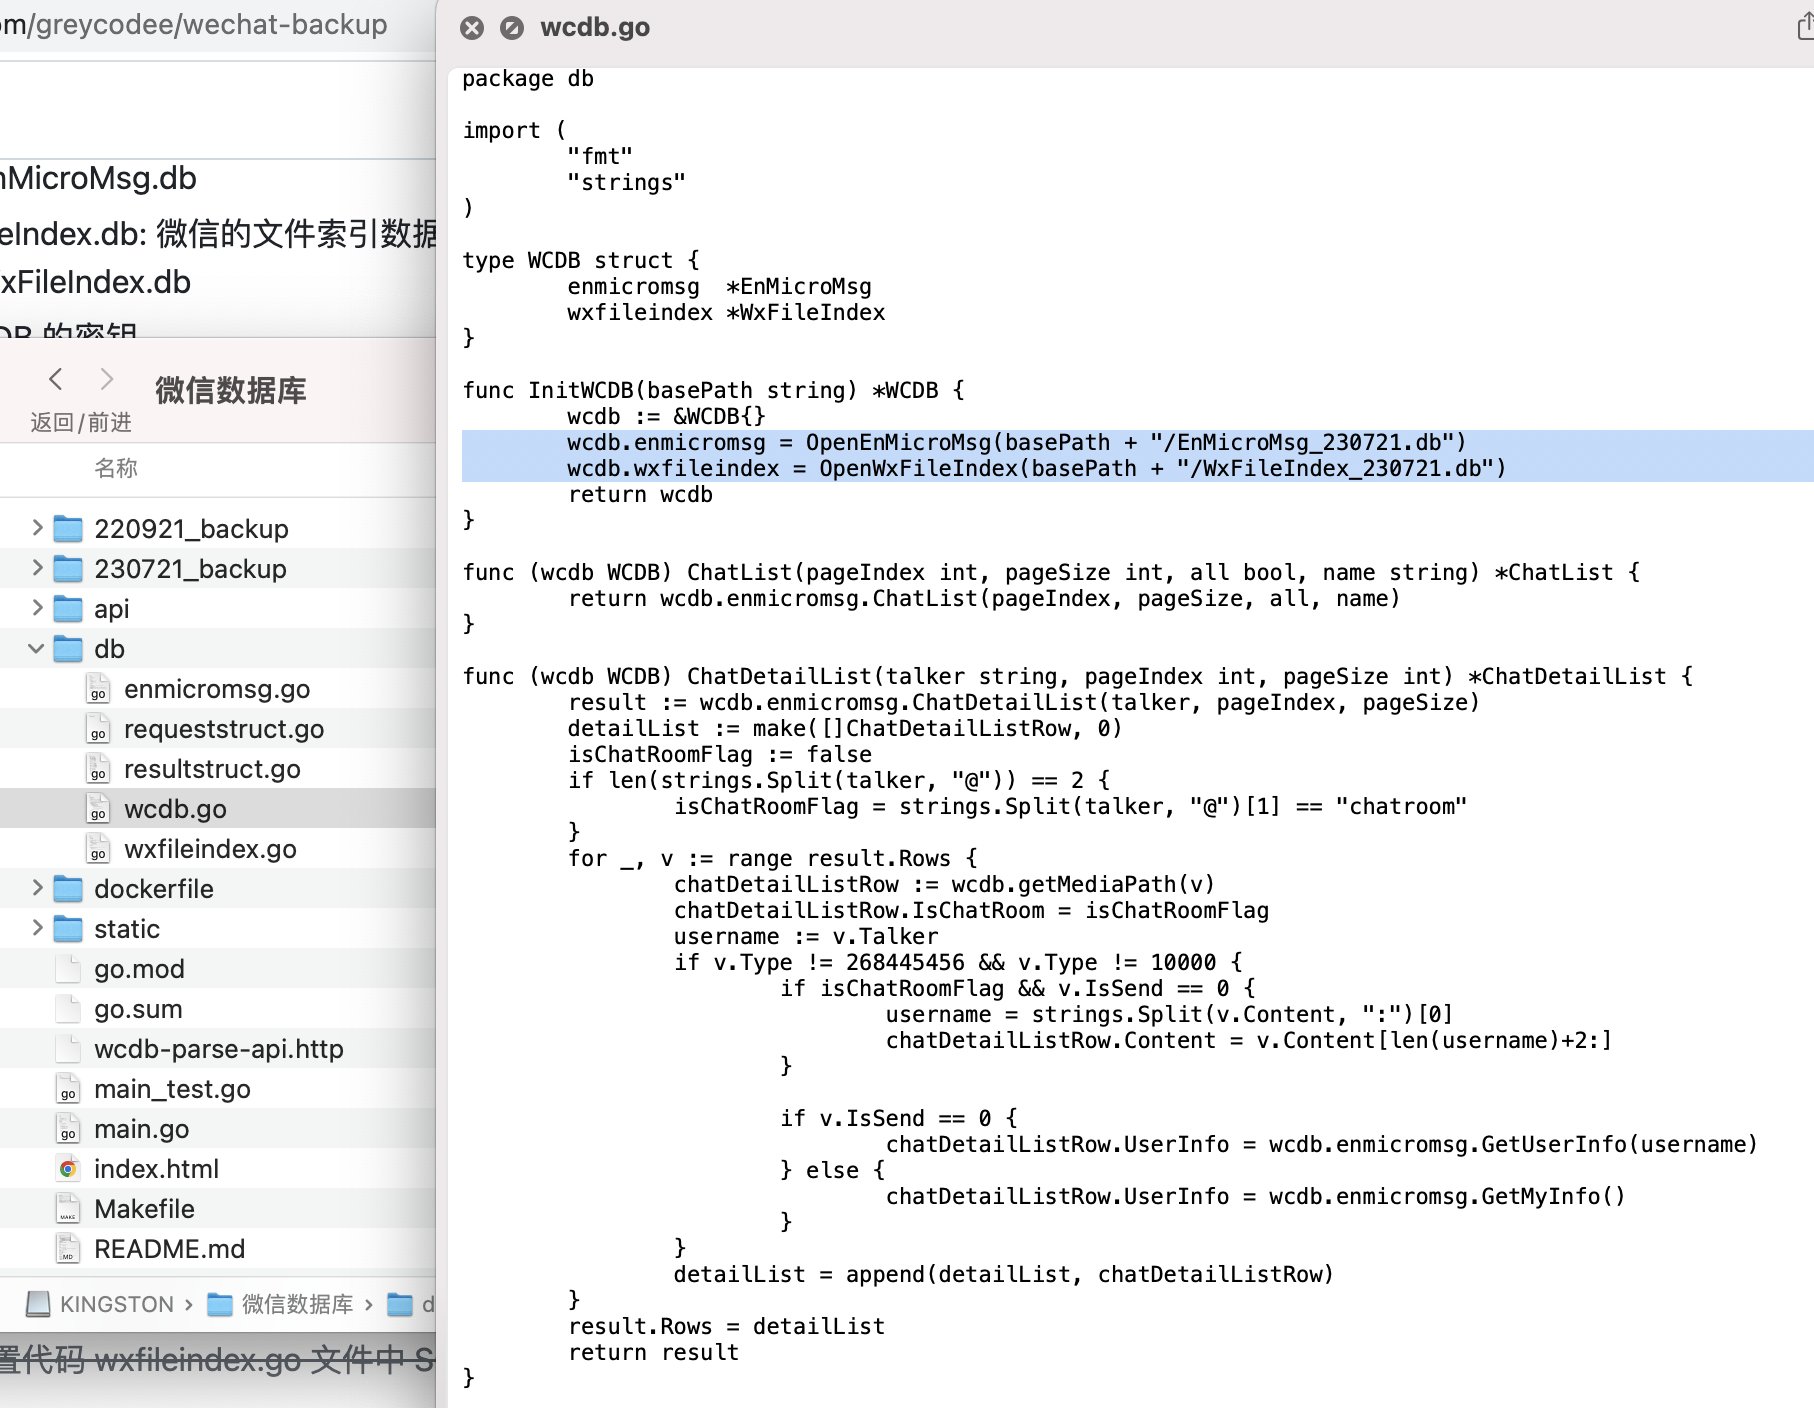 om/greycodee/wechat-backup
nMicroMsg.db
eIndex.db: 微信的文件索引数据
xFileIndex.db
DB 的密钥
微信数据库
返回/前进
名称
220921_backup
230721_backup
api
db
enmicromsg.go
requeststruct.go
resultstruct.go
wcdb.go
wxfileindex.go
dockerfile
static
go.mod
go.sum
wcdb-parse-api.http
main_test.go
main.go
index.html
Makefile
README.md
KINGSTON › 微信数据库 › d
置代码 wxfileindex.go 文件中 S
wcdb.go
package db
import (
"fmt"
"strings"
)
type WCDB struct {
enmicromsg  *EnMicroMsg
wxfileindex *WxFileIndex
}
func InitWCDB(basePath string) *WCDB {
wcdb := &WCDB{}
wcdb.enmicromsg = OpenEnMicroMsg(basePath + "/EnMicroMsg_230721.db")
wcdb.wxfileindex = OpenWxFileIndex(basePath + "/WxFileIndex_230721.db")
return wcdb
}
func (wcdb WCDB) ChatList(pageIndex int, pageSize int, all bool, name string) *ChatList {
return wcdb.enmicromsg.ChatList(pageIndex, pageSize, all, name)
}
func (wcdb WCDB) ChatDetailList(talker string, pageIndex int, pageSize int) *ChatDetailList {
result := wcdb.enmicromsg.ChatDetailList(talker, pageIndex, pageSize)
detailList := make([]ChatDetailListRow, 0)
isChatRoomFlag := false
if len(strings.Split(talker, "@")) == 2 {
isChatRoomFlag = strings.Split(talker, "@")[1] == "chatroom"
}
for _, v := range result.Rows {
chatDetailListRow := wcdb.getMediaPath(v)
chatDetailListRow.IsChatRoom = isChatRoomFlag
username := v.Talker
if v.Type != 268445456 && v.Type != 10000 {
if isChatRoomFlag && v.IsSend == 0 {
username = strings.Split(v.Content, ":")[0]
chatDetailListRow.Content = v.Content[len(username)+2:]
}
if v.IsSend == 0 {
chatDetailListRow.UserInfo = wcdb.enmicromsg.GetUserInfo(username)
} else {
chatDetailListRow.UserInfo = wcdb.enmicromsg.GetMyInfo()
}
}
detailList = append(detailList, chatDetailListRow)
}
result.Rows = detailList
return result
}